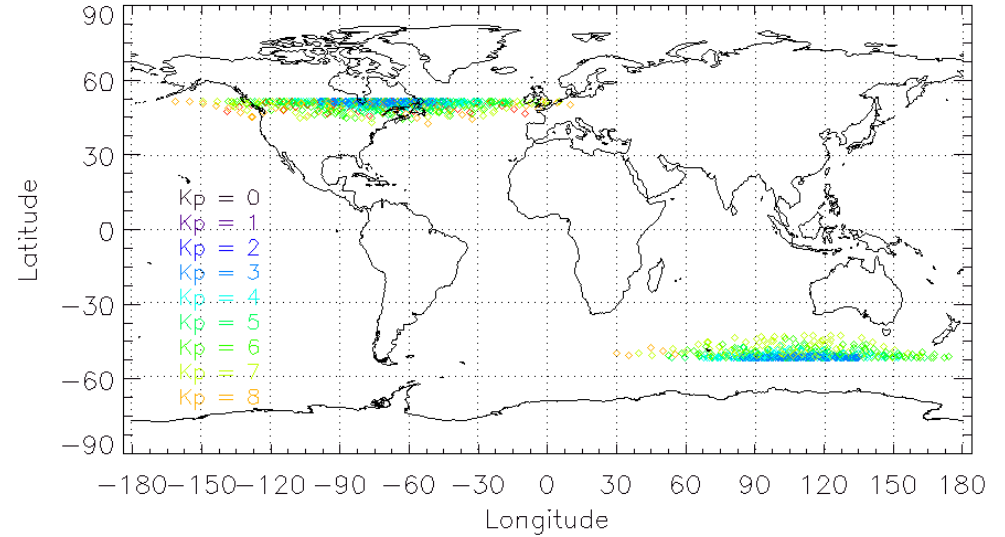 90
60
30
0
−30
−60
−90
Latitude
Kp = 0
Kp = 1
Kp = 2
Kp = 3
Kp = 4
Kp = 5
Kp = 6
Kp = 7
Kp = 8
−180 −120 −90 −60 −30 0 30 60 90 120 150 180
Longitude